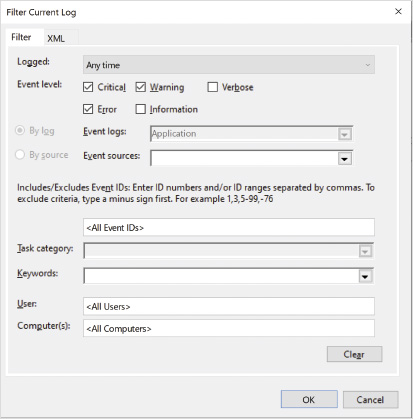 Filter Current Log
Filter XML
Logged: Any time
Event level: Critical Warning Verbose
Error Information
By log Event logs: Application
By source Event sources:
Includes/Excludes Event IDs: Enter ID numbers and/or ID ranges separated by commas. To
exclude criteria, type a minus sign first. For example 1,3,5-99,-76
<All Event IDs>
Task category:
Keywords:
User: <All Users>
Computer(s): <All Computers>
Clear
OK Cancel